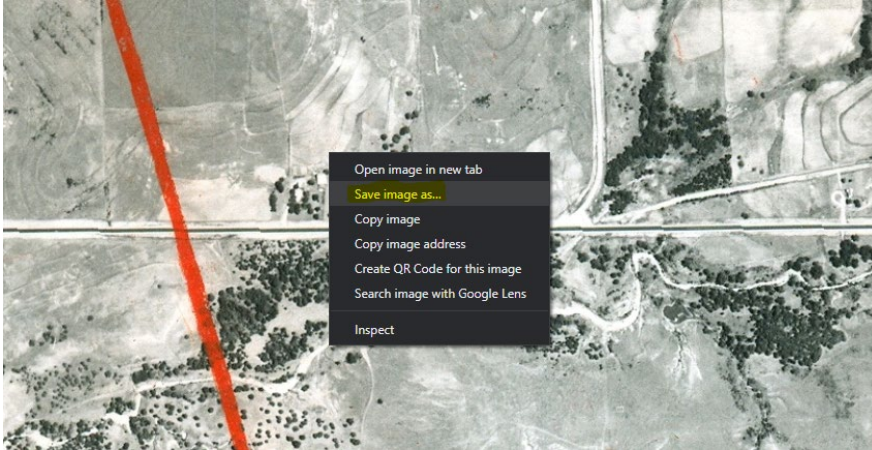 Open image in new tab
Save image as...
Copy image
Copy image address
Create QR Code for this image
Search image with Google Lens
Inspect